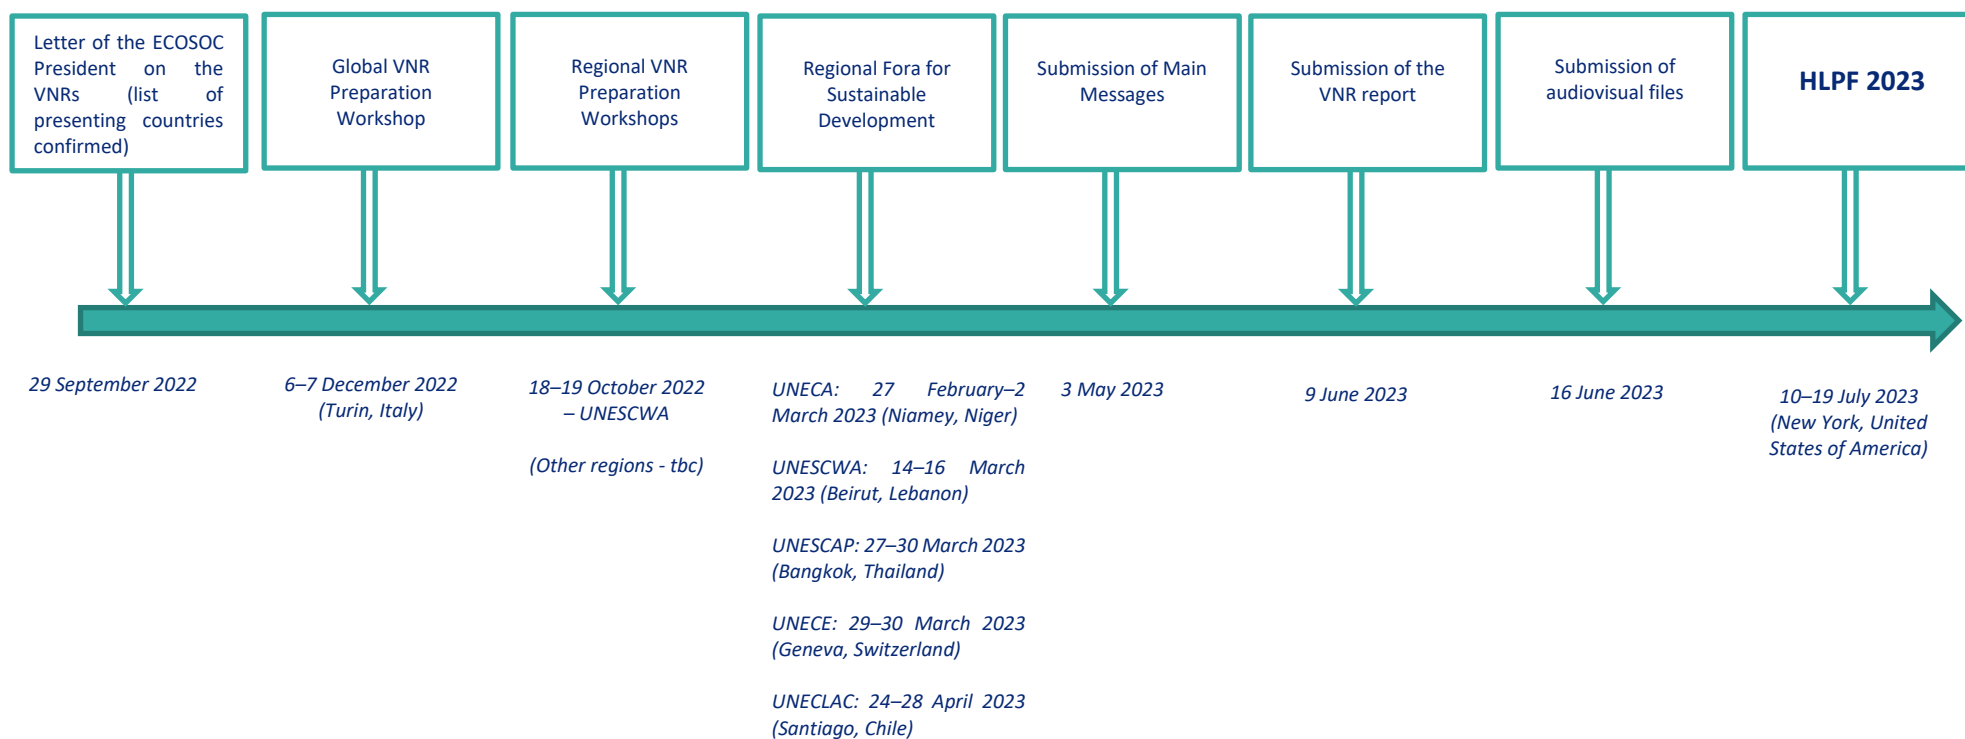 Letter of the ECOSOC
President on the
VNRs (list of
presenting countries
confirmed)
Global VNR
Preparation
Workshop
Regional VNR
Preparation
Workshops
Regional Fora for
Sustainable
Development
Submission of Main
Messages
Submission of the
VNR report
Submission of
audiovisual files
HLPF 2023
29 September 2022
6–7 December 2022
(Turin, Italy)
18–19 October 2022
– UNESCWA
(Other regions - tbc)
UNECA: 27 February–2
March 2023 (Niamey, Niger)
UNESCWA: 14–16 March
2023 (Beirut, Lebanon)
UNESCAP: 27–30 March 2023
(Bangkok, Thailand)
UNECE: 29–30 March 2023
(Geneva, Switzerland)
UNECLAC: 24–28 April 2023
(Santiago, Chile)
3 May 2023
9 June 2023
16 June 2023
10–19 July 2023
(New York, United
States of America)